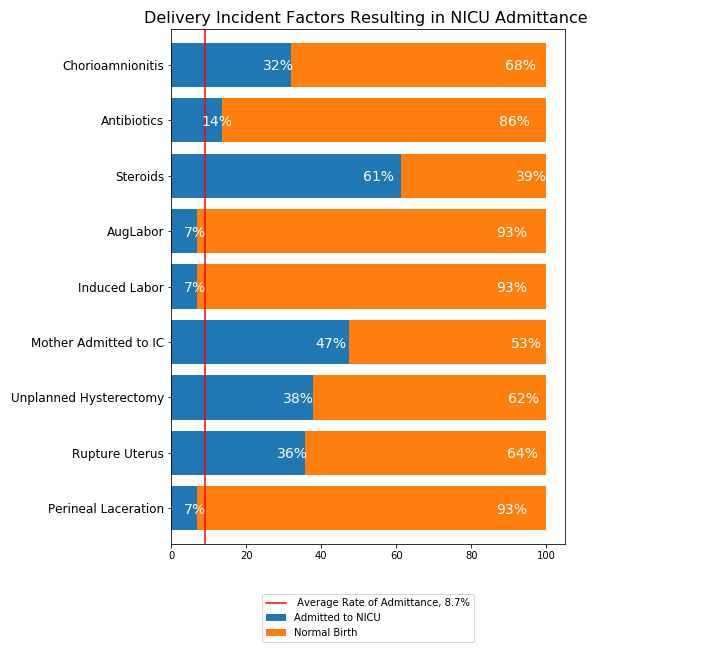 Delivery Incident Factors Resulting in NICU Admittance
Chorioamnionitis 32% 68%
Antibiotics 14% 86%
Steroids 61% 39%
AugLabor 7% 93%
Induced Labor 7% 93%
Mother Admitted to IC 47% 53%
Unplanned Hysterectomy 38% 62%
Rupture Uterus 36% 64%
Perineal Laceration 7% 93%
0 20 40 60 80 100
Average Rate of Admittance, 8.7%
Admitted to NICU
Normal Birth